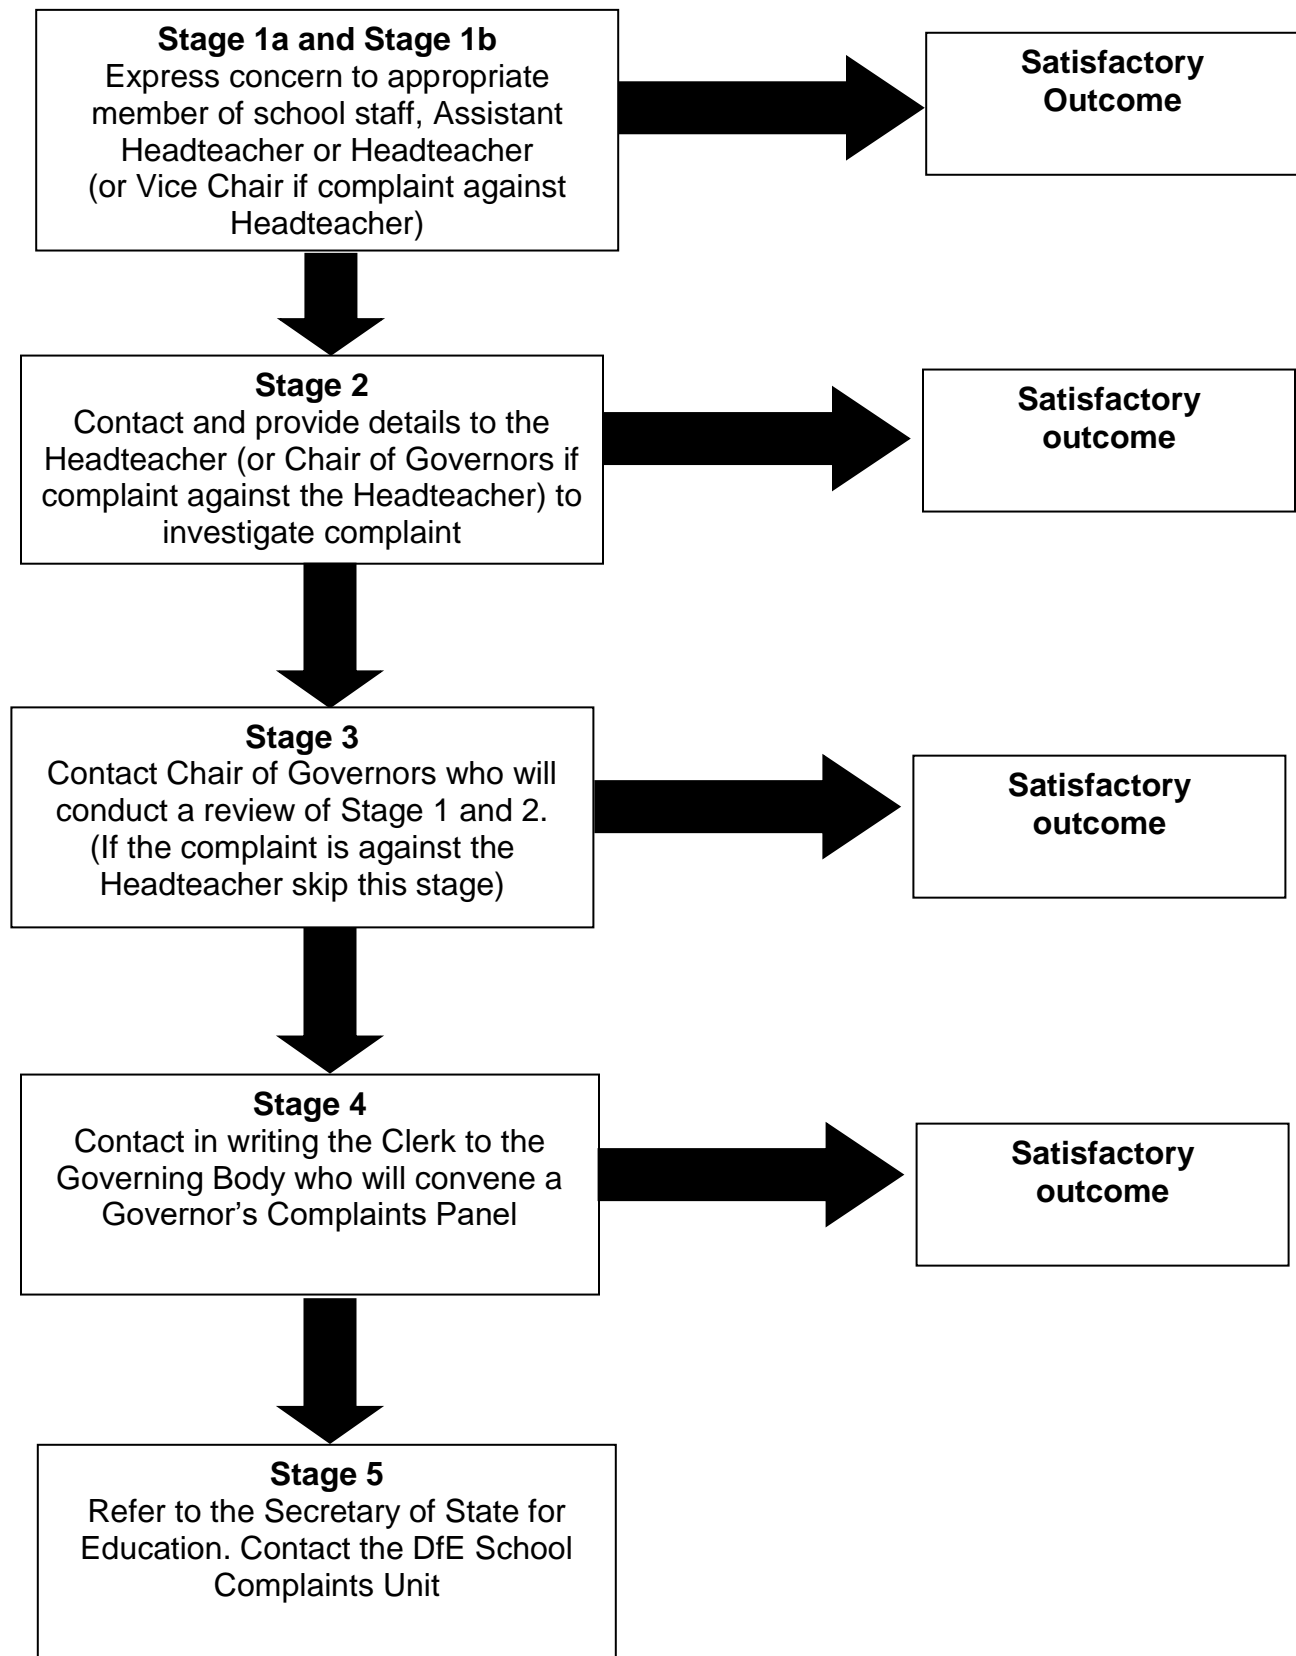 Stage 1a and Stage 1b
Express concern to appropriate
member of school staff, Assistant
Headteacher or Headteacher
(or Vice Chair if complaint against
Headteacher)
Satisfactory
Outcome
Stage 2
Contact and provide details to the
Headteacher (or Chair of Governors if
complaint against the Headteacher) to
investigate complaint
Satisfactory
outcome
Stage 3
Contact Chair of Governors who will
conduct a review of Stage 1 and 2.
(If the complaint is against the
Headteacher skip this stage)
Satisfactory
outcome
Stage 4
Contact in writing the Clerk to the
Governing Body who will convene a
Governor’s Complaints Panel
Satisfactory
outcome
Stage 5
Refer to the Secretary of State for
Education. Contact the DfE School
Complaints Unit